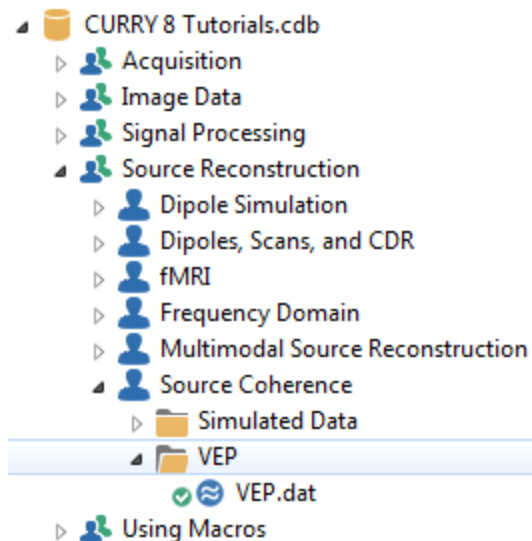 CURRY 8 Tutorials.cdb
Acquisition
Image Data
Signal Processing
Source Reconstruction
Dipole Simulation
Dipoles, Scans, and CDR
fMRI
Frequency Domain
Multimodal Source Reconstruction
Source Coherence
Simulated Data
VEP
VEP.dat
Using Macros